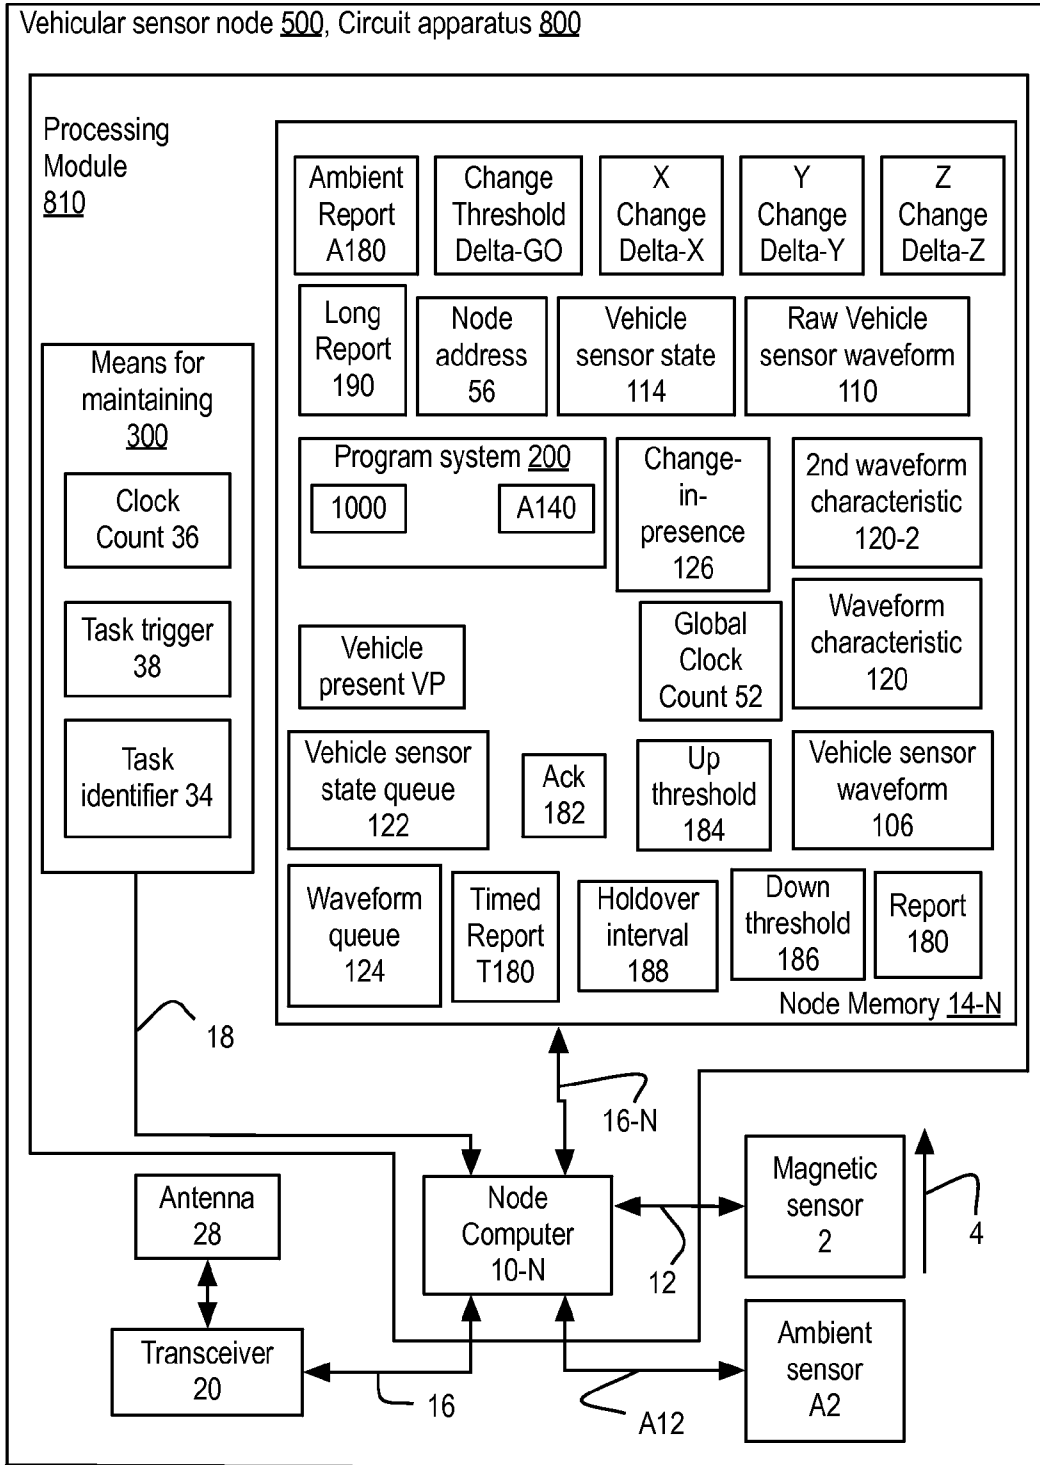 Vehicular sensor node 500, Circuit apparatus 800
Processing
Module
810
Ambient
Report
A180
Change
Threshold
Delta-GO
X
Change
Delta-X
Y
Change
Delta-Y
Z
Change
Delta-Z
Long
Report
190
Node
address
56
Vehicle
sensor state
114
Raw Vehicle
sensor waveform
110
Means for
maintaining
300
Clock
Count 36
Task trigger
38
Task
identifier 34
Program system 200
1000
A140
Change-
in-
presence
126
2nd waveform
characteristic
120-2
Vehicle
present VP
Global
Clock
Count 52
Waveform
characteristic
120
Vehicle sensor
state queue
122
Ack
182
Up
threshold
184
Vehicle sensor
waveform
106
Waveform
queue
124
Timed
Report
T180
Holdover
interval
188
Down
threshold
186
Report
180
Node Memory 14-N
18
16-N
Antenna
28
Node
Computer
10-N
12
Magnetic
sensor
2
4
Transceiver
20
16
A12
Ambient
sensor
A2